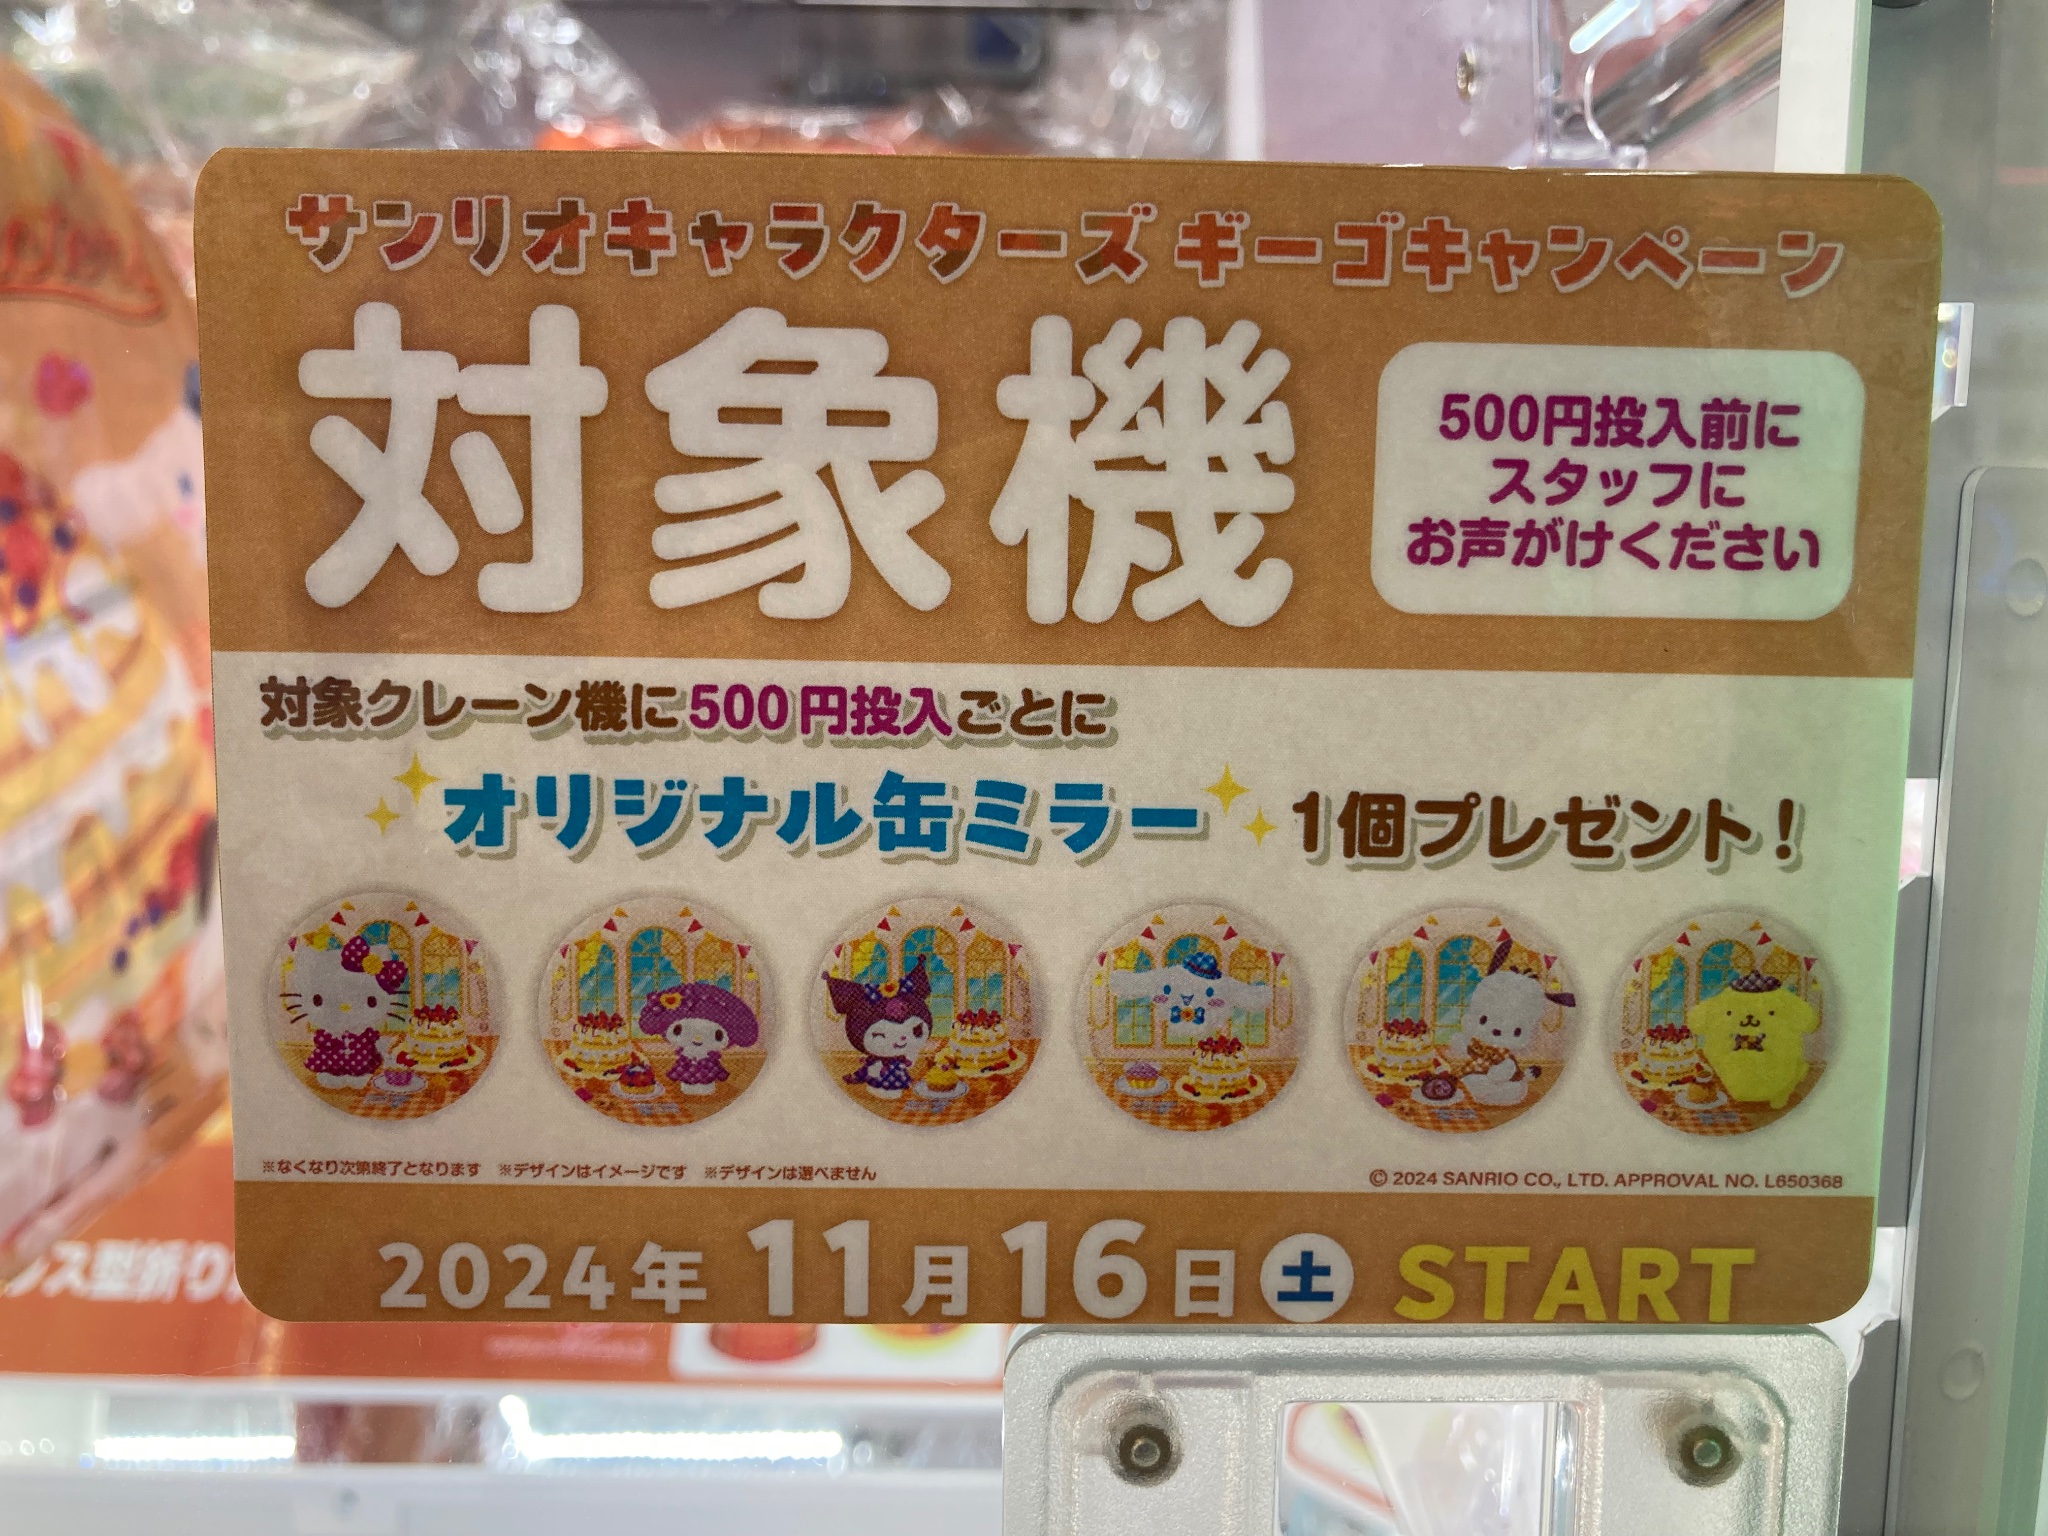 サンリオキャラクターズ ギーゴキャンペーン
対象機
500円投入前に
スタッフに
お声がけください
対象クレーン機に500円投入ごとに
オリジナル缶ミラー 1個プレゼント!
※なくなり次第終了となります ※デザインはイメージです ※デザインは選べません
© 2024 SANRIO CO., LTD. APPROVAL NO. L650368
2024年 11月16日 土 START
ス型折り